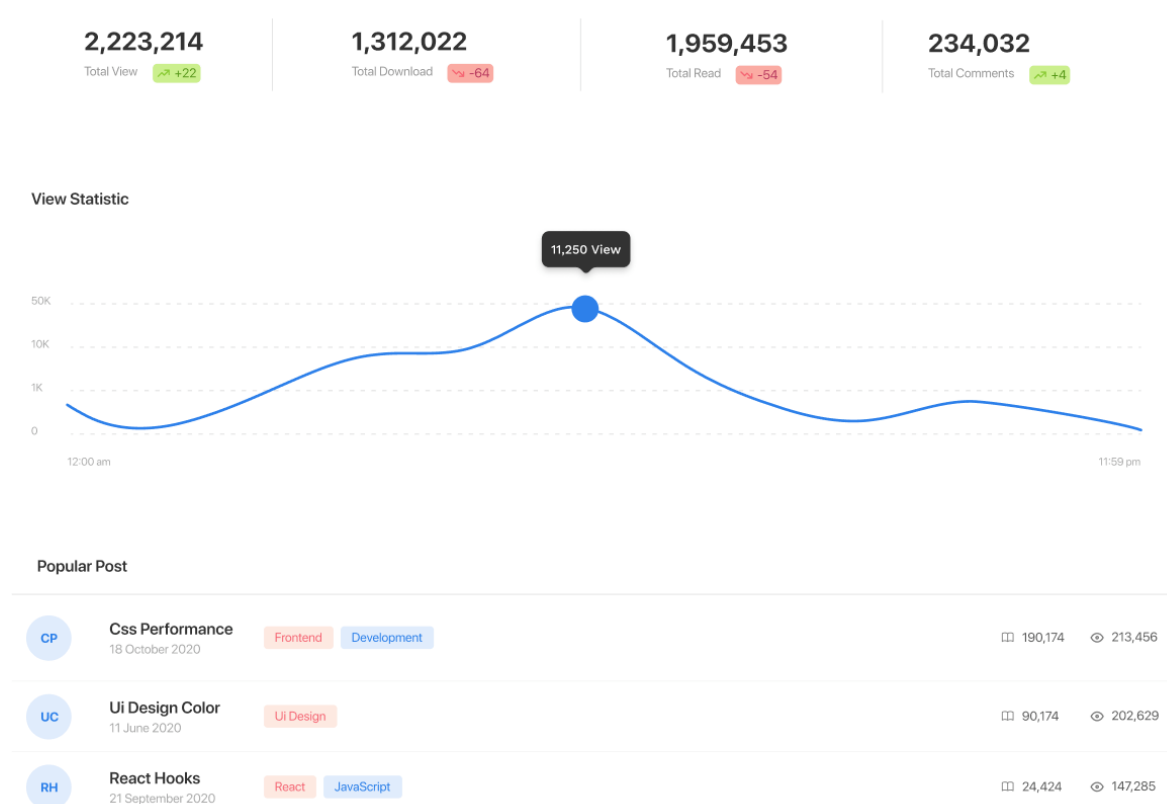 2,223,214
Total View +22
1,312,022
Total Download -64
1,959,453
Total Read -54
234,032
Total Comments +4
View Statistic
11,250 View
50K
10K
1K
0
12:00 am 11:59 pm
Popular Post
CP Css Performance Frontend Development 190,174 213,456
18 October 2020
UC Ui Design Color Ui Design 90,174 202,629
11 June 2020
RH React Hooks React JavaScript 24,424 147,285
21 September 2020